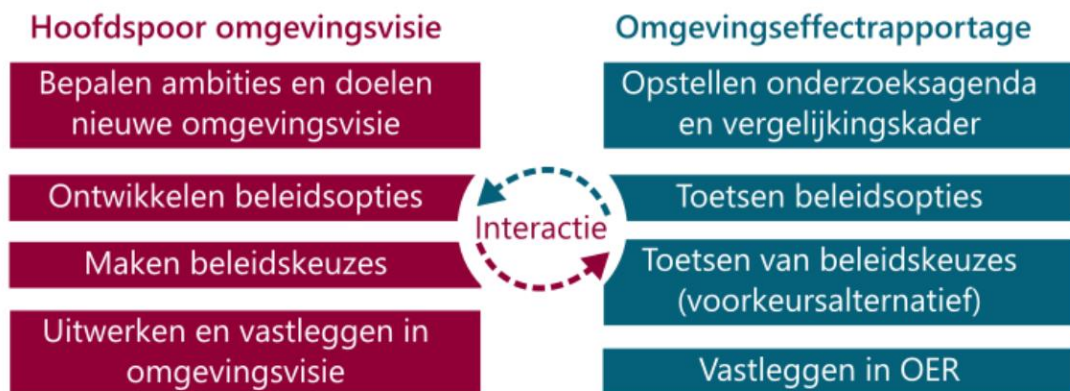 Hoofdspoor omgevingsvisie
Bepalen ambities en doelen
nieuwe omgevingsvisie
Ontwikkelen beleidsopties
Maken beleidskeuzes
Uitwerken en vastleggen in
omgevingsvisie
Interactie
Omgevingseffectrapportage
Opstellen onderzoeksagenda
en vergelijkingskader
Toetsen beleidsopties
Toetsen van beleidskeuzes
(voorkeursalternatief)
Vastleggen in OER